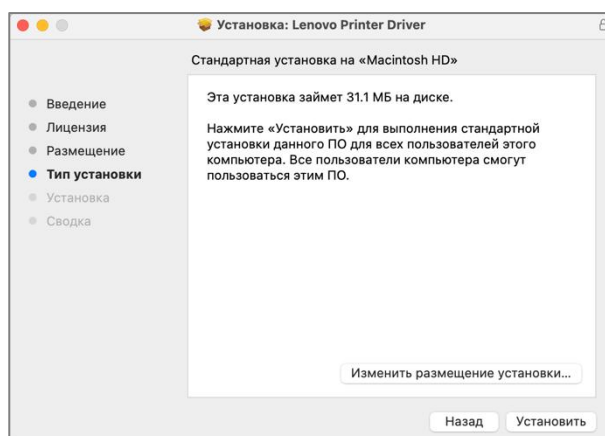 Установка: Lenovo Printer Driver
Стандартная установка на «Macintosh HD»
Введение
Лицензия
Размещение
Тип установки
Установка
Сводка
Эта установка займет 31.1 МБ на диске.
Нажмите «Установить» для выполнения стандартной
установки данного ПО для всех пользователей этого
компьютера. Все пользователи компьютера смогут
пользоваться этим ПО.
Изменить размещение установки...
Назад
Установить